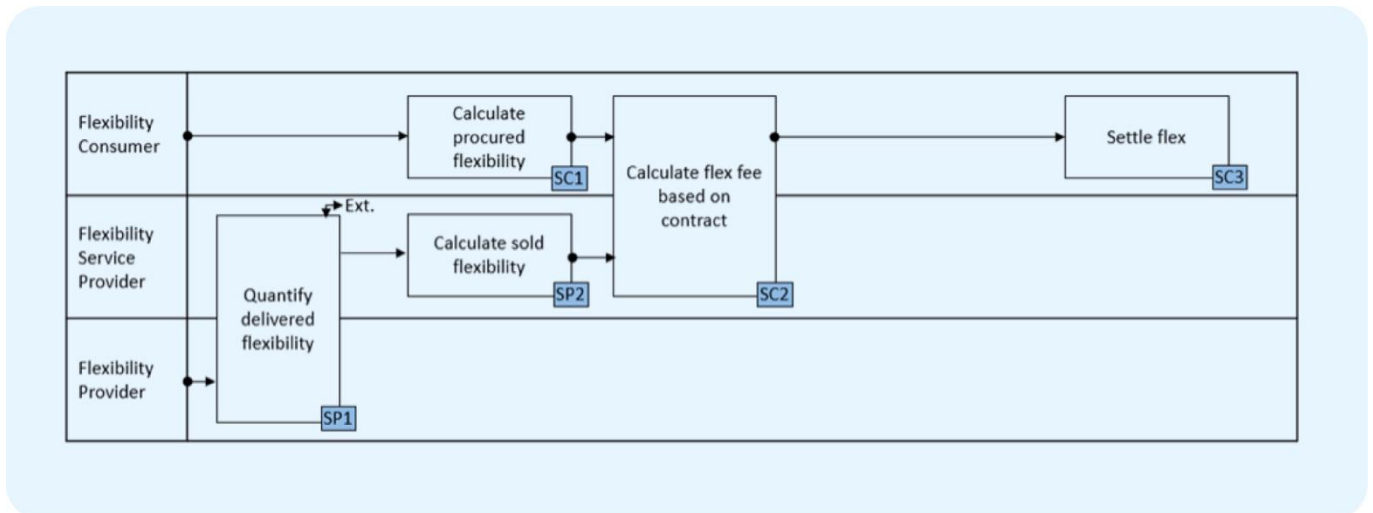 Flexibility
Consumer
Calculate
procured
flexibility
SC1
Calculate flex fee
based on
contract
SC2
Settle flex
SC3
Flexibility
Service
Provider
Ext.
Quantify
delivered
flexibility
SP1
Calculate sold
flexibility
SP2
Flexibility
Provider